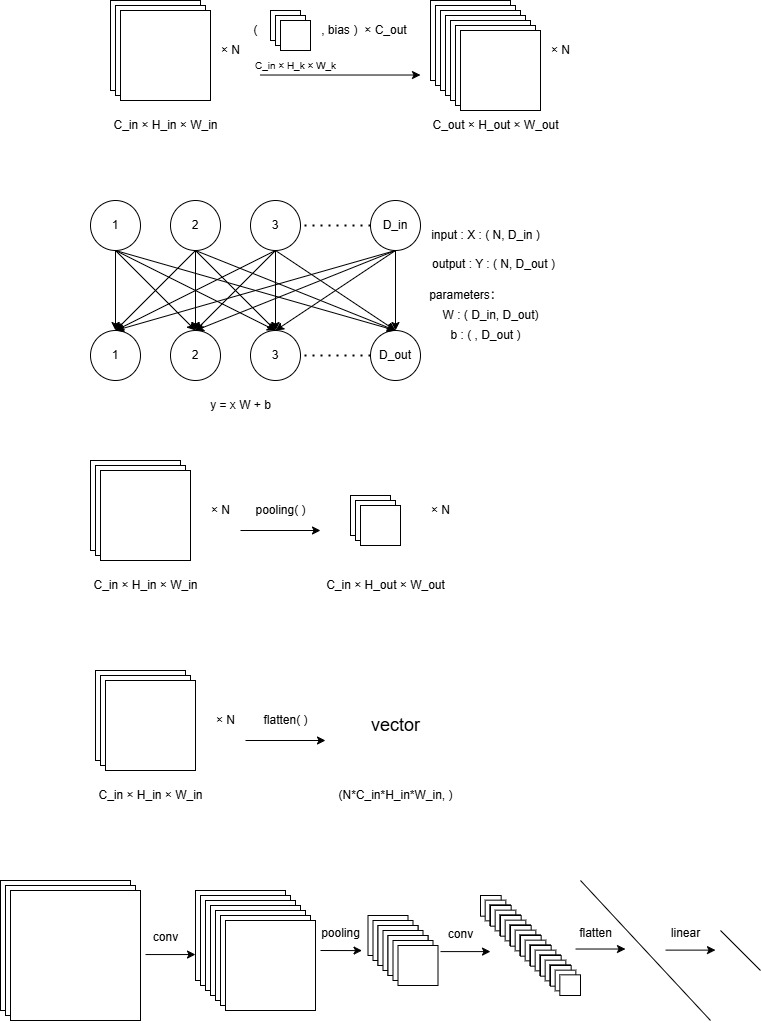 ( , bias ) × C_out
× N
C_in × H_k × W_k
× N
C_in × H_in × W_in
C_out × H_out × W_out
1
2
3
D_in
input : X : ( N, D_in )
output : Y : ( N, D_out )
parameters：
W : ( D_in, D_out)
b : ( , D_out )
1
2
3
D_out
y = x W + b
× N
pooling( )
× N
C_in × H_in × W_in
C_in × H_out × W_out
× N
flatten( )
vector
C_in × H_in × W_in
(N*C_in*H_in*W_in, )
conv
pooling
conv
flatten
linear